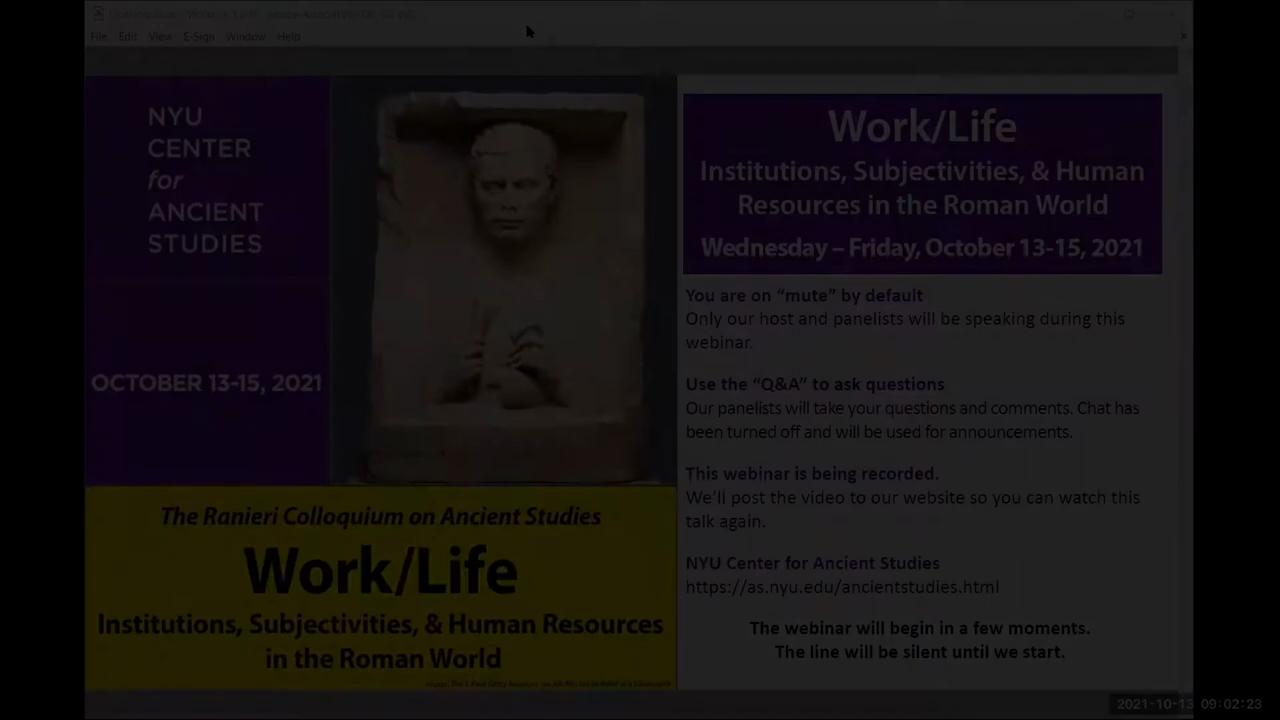 File Edit View E-Sign Window Help
NYU
CENTER
for
ANCIENT
STUDIES
OCTOBER 13-15, 2021
The Ranieri Colloquium on Ancient Studies
Work/Life
Institutions, Subjectivities, & Human Resources
in the Roman World
Work/Life
Institutions, Subjectivities, & Human
Resources in the Roman World
Wednesday – Friday, October 13-15, 2021
You are on “mute” by default
Only our host and panelists will be speaking during this
webinar.
Use the “Q&A” to ask questions
Our panelists will take your questions and comments. Chat has
been turned off and will be used for announcements.
This webinar is being recorded.
We’ll post the video to our website so you can watch this
talk again.
NYU Center for Ancient Studies
https://as.nyu.edu/ancientstudies.html
The webinar will begin in a few moments.
The line will be silent until we start.
2021-10-13 09:02:23